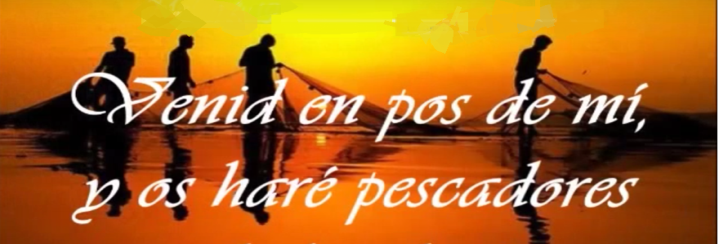 Venid en pos de mí,
y os haré pescadores